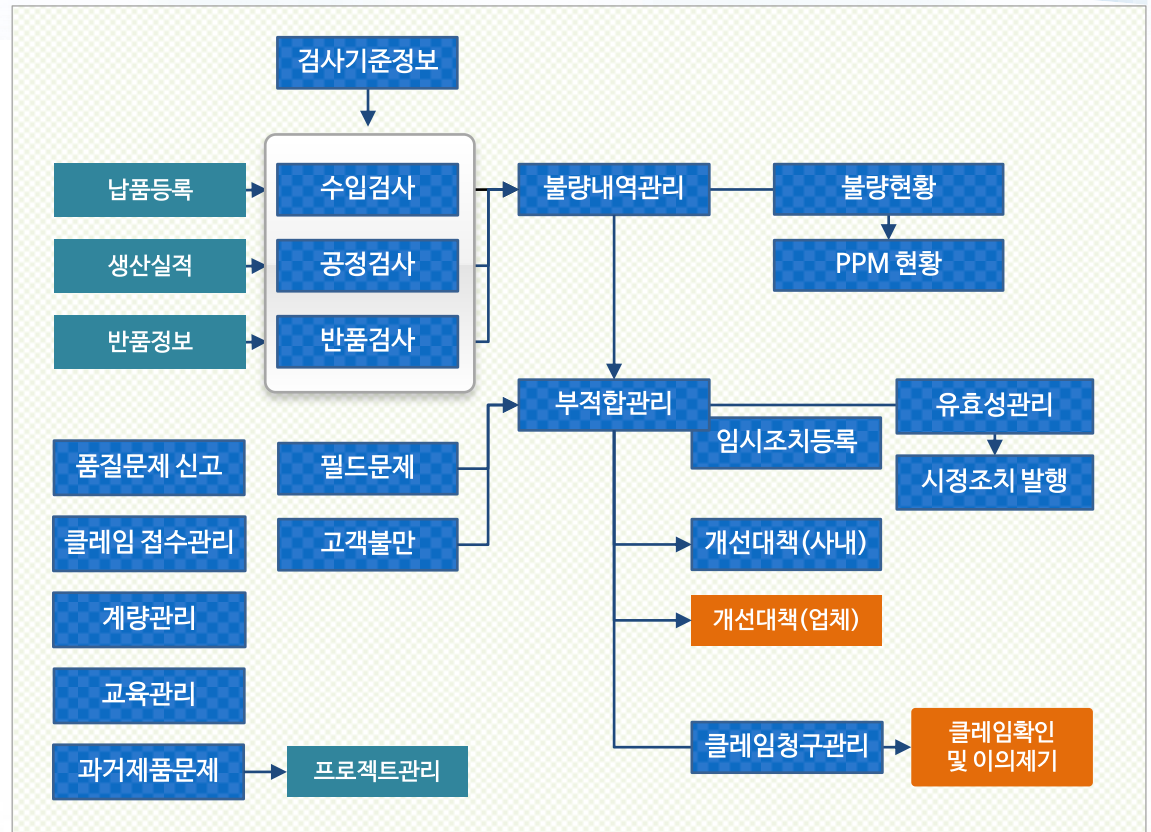 검사기준정보
납품등록
수입검사
불량내역관리
불량현황
생산실적
공정검사
PPM 현황
반품정보
반품검사
부적합관리
유효성관리
임시조치등록
품질문제 신고
필드문제
시정조치 발행
클레임 접수관리
고객불만
개선대책(사내)
계량관리
개선대책(업체)
교육관리
클레임청구관리
클레임확인
및 이의제기
과거제품문제
프로젝트관리